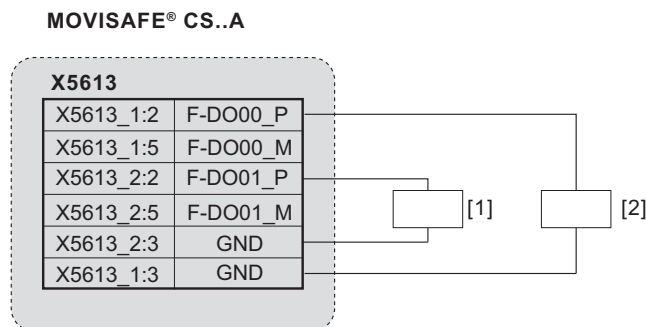 MOVISAFE® CS..A
X5613
X5613_1:2 F-DO00_P
X5613_1:5 F-DO00_M
X5613_2:2 F-DO01_P
X5613_2:5 F-DO01_M
X5613_2:3 GND
X5613_1:3 GND
[1]
[2]